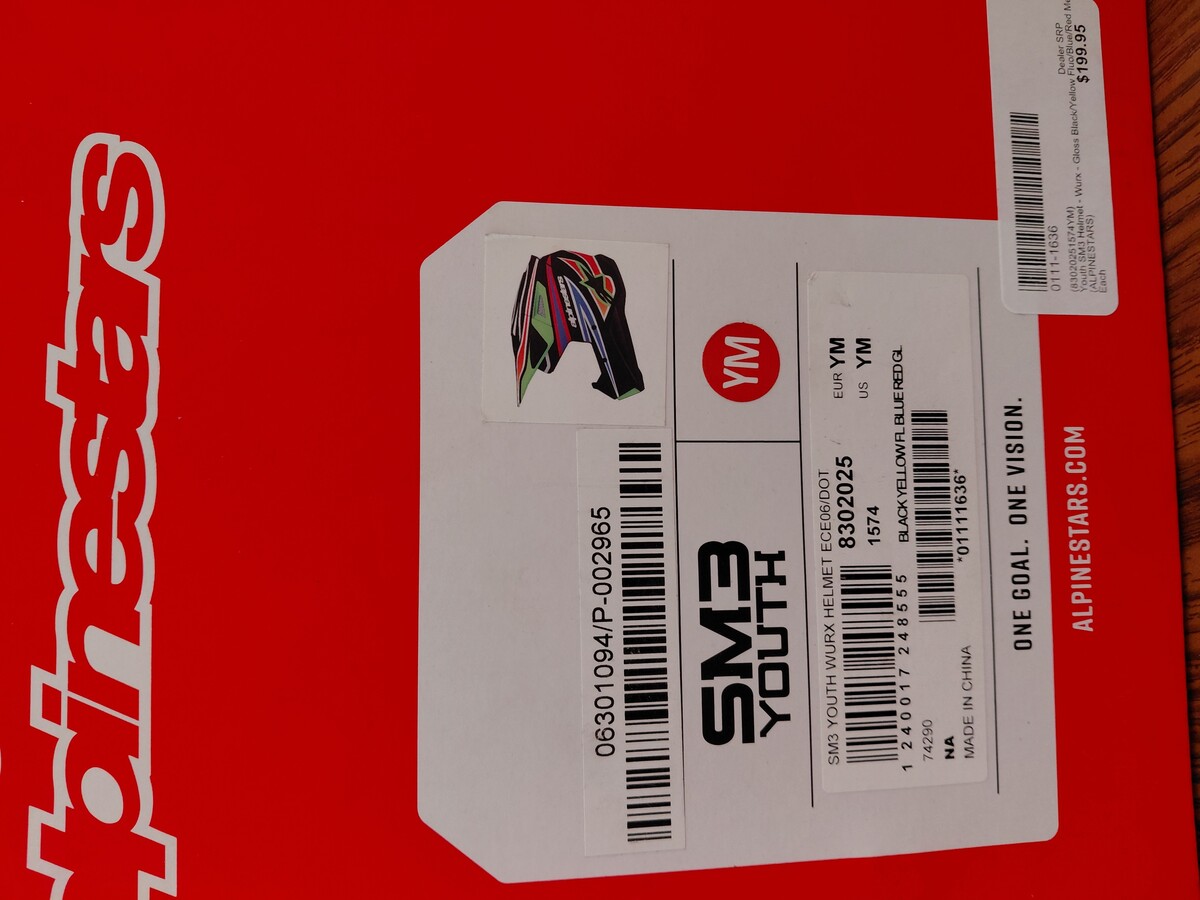 alpinestars
alpinestars
06301094/P-002965
SM3
YOUTH
YM
SM3 YOUTH WURX HELMET ECE06/DOT
8302025
EUR YM
1574
US YM
1 240017 248555
BLACK YELLOW FL BLUE RED GL
74290
NA
*01111636*
MADE IN CHINA
ONE GOAL. ONE VISION.
ALPINESTARS.COM
Dealer SRP
$199.95
0111-1636
(83020251574YM)
Youth SM3 Helmet - Wurx - Gloss Black/Yellow Fluo/Blue/Red
(ALPINESTARS)
Each